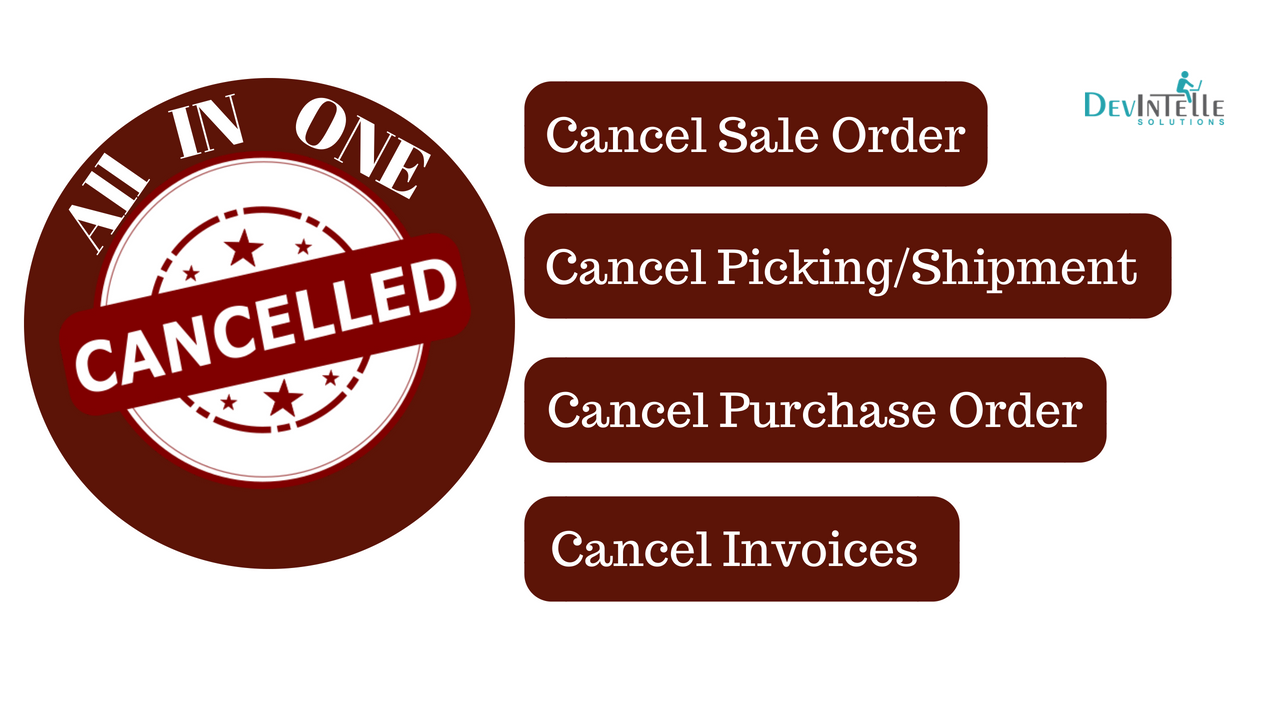 All IN ONE
CANCELLED
Cancel Sale Order
Cancel Picking/Shipment
Cancel Purchase Order
Cancel Invoices
DEVINTELLE
SOLUTIONS